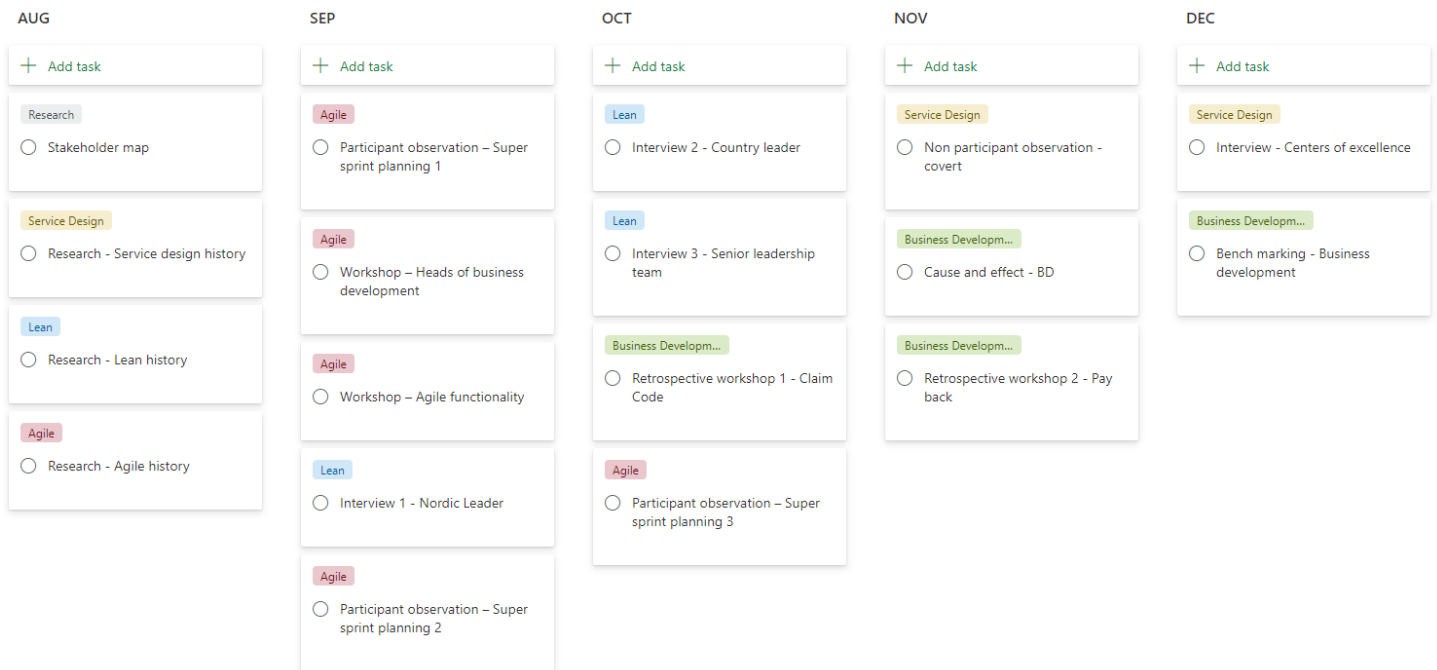 AUG
Add task
Research
Stakeholder map
Service Design
Research - Service design history
Lean
Research - Lean history
Agile
Research - Agile history
SEP
Add task
Agile
Participant observation – Super
sprint planning 1
Agile
Workshop – Heads of business
development
Agile
Workshop – Agile functionality
Lean
Interview 1 - Nordic Leader
Agile
Participant observation – Super
sprint planning 2
OCT
Add task
Lean
Interview 2 - Country leader
Lean
Interview 3 - Senior leadership
team
Business Developm...
Retrospective workshop 1 - Claim
Code
Agile
Participant observation – Super
sprint planning 3
NOV
Add task
Service Design
Non participant observation -
covert
Business Developm...
Cause and effect - BD
Business Developm...
Retrospective workshop 2 - Pay
back
DEC
Add task
Service Design
Interview - Centers of excellence
Business Developm...
Bench marking - Business
development